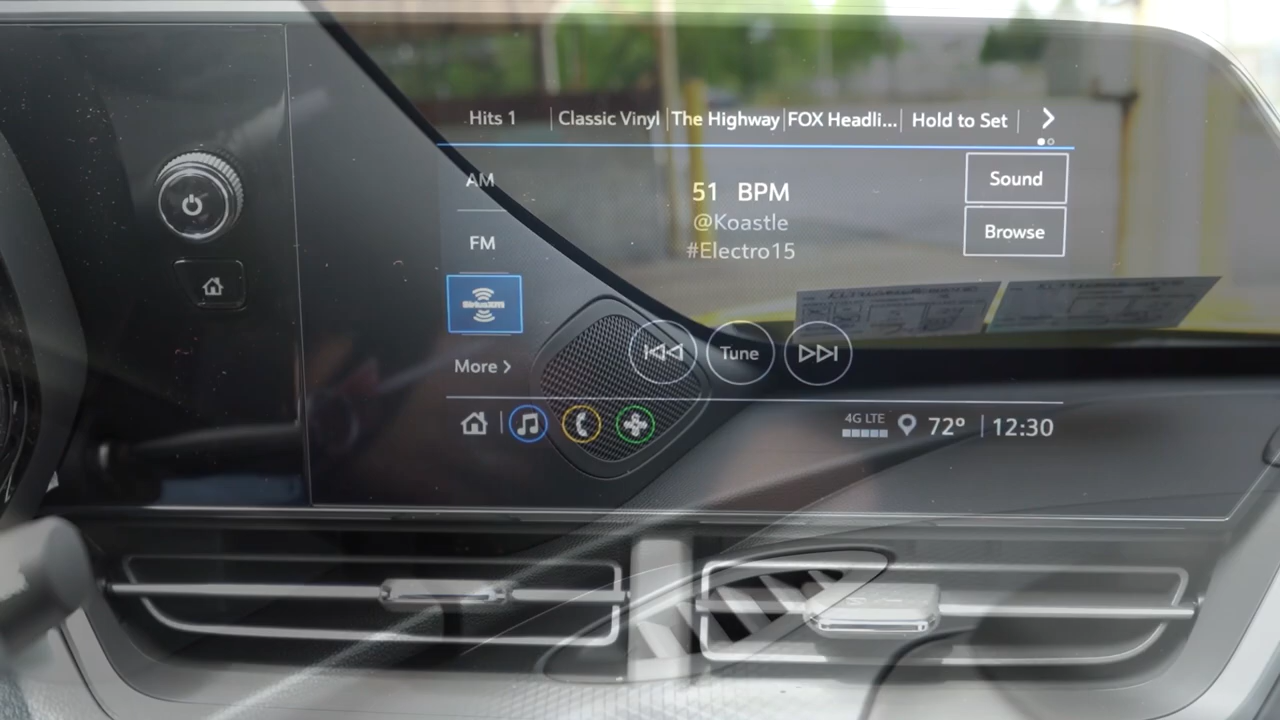 Hits 1 Classic Vinyl The Highway FOX Headli... Hold to Set
AM
51 BPM
Sound
@Koastle
Browse
FM
#Electro15
SiriusXM
Tune
More
4G LTE
72° 12:30